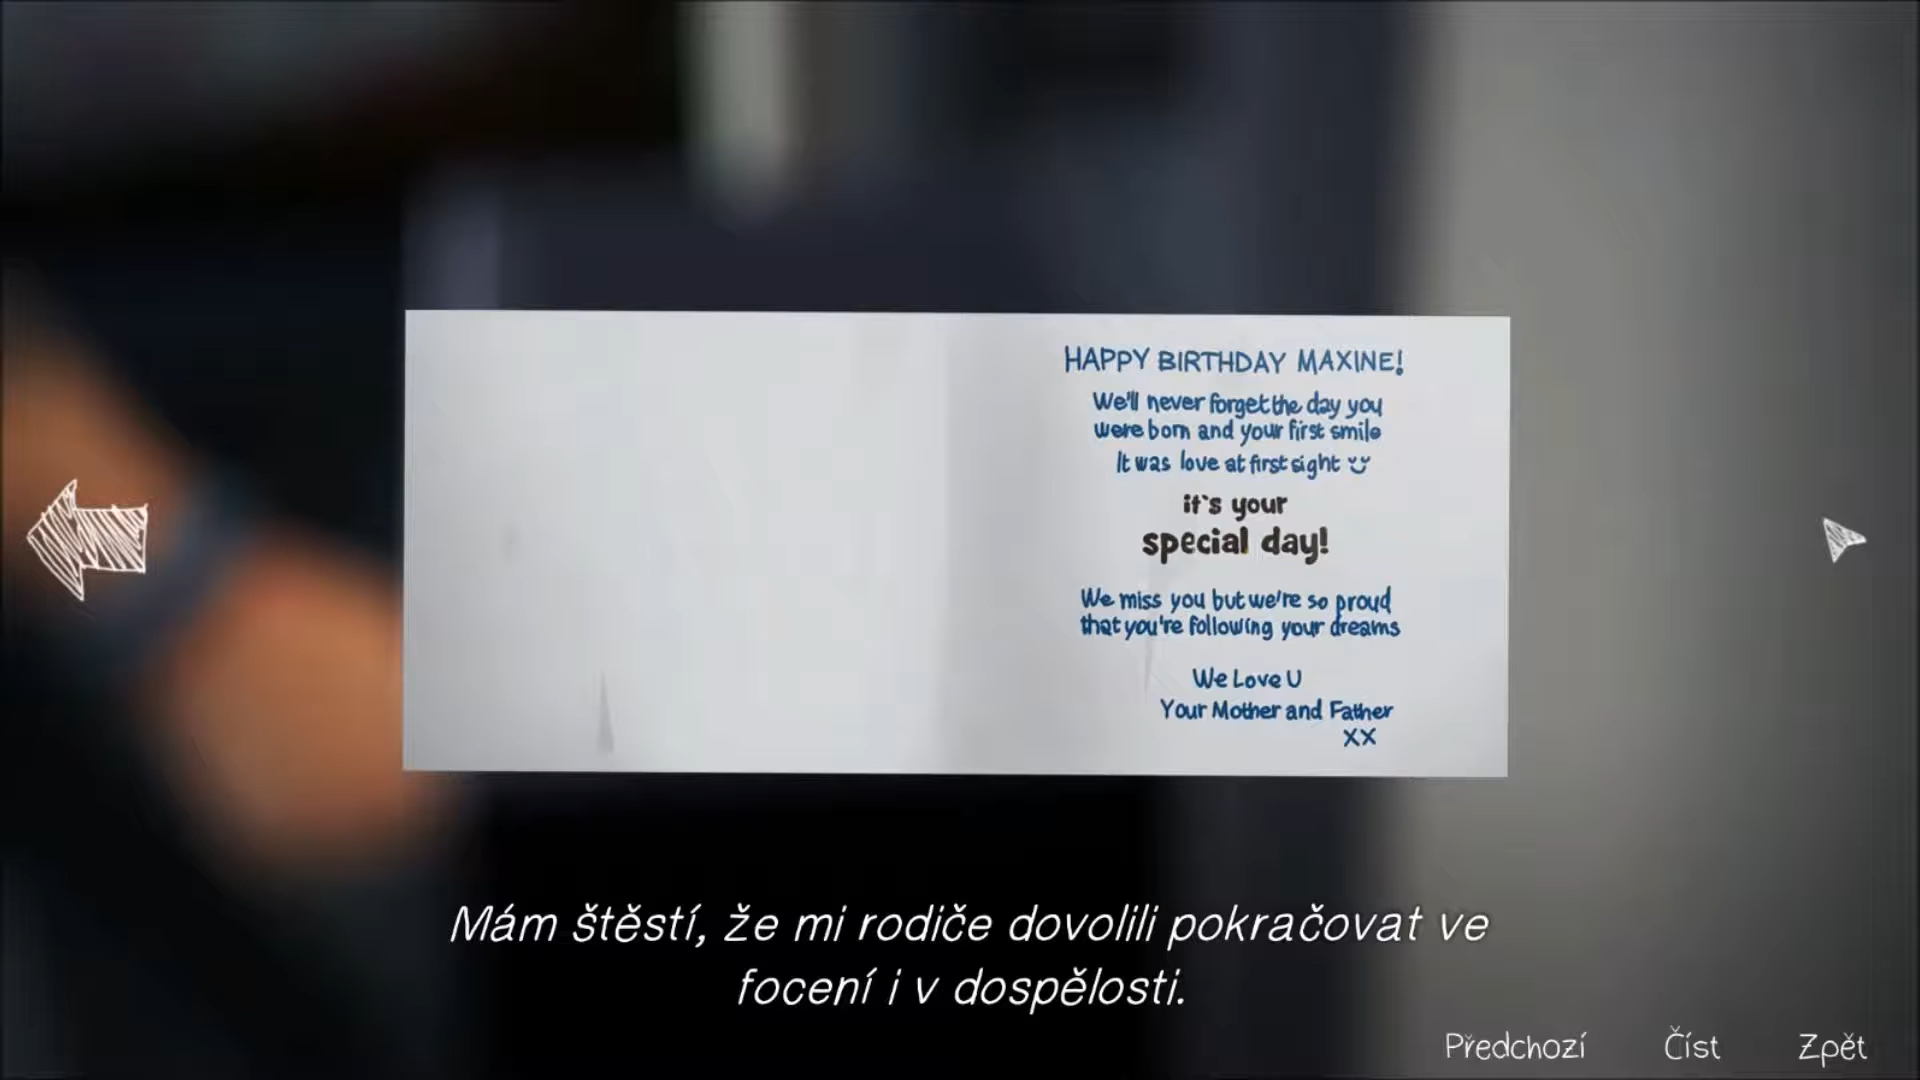 HAPPY BIRTHDAY MAXINE!
We'll never forget the day you
were born and your first smile
It was love at first sight
it's your
special day!
We miss you but we're so proud
that you're following your dreams
We Love U
Your Mother and Father
XX
Mám štěstí, že mi rodiče dovolili pokračovat ve
focení i v dospělosti.
Předchozí Číst Zpět